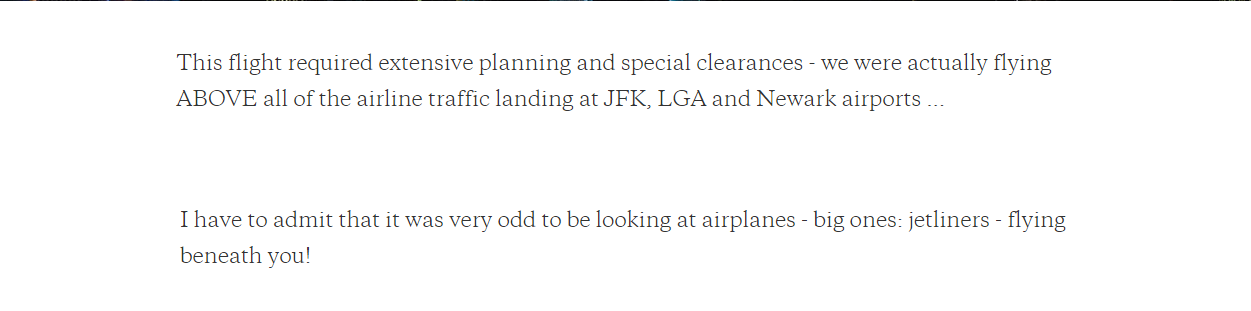 This flight required extensive planning and special clearances - we were actually flying
ABOVE all of the airline traffic landing at JFK, LGA and Newark airports ...
I have to admit that it was very odd to be looking at airplanes - big ones: jetliners - flying
beneath you!